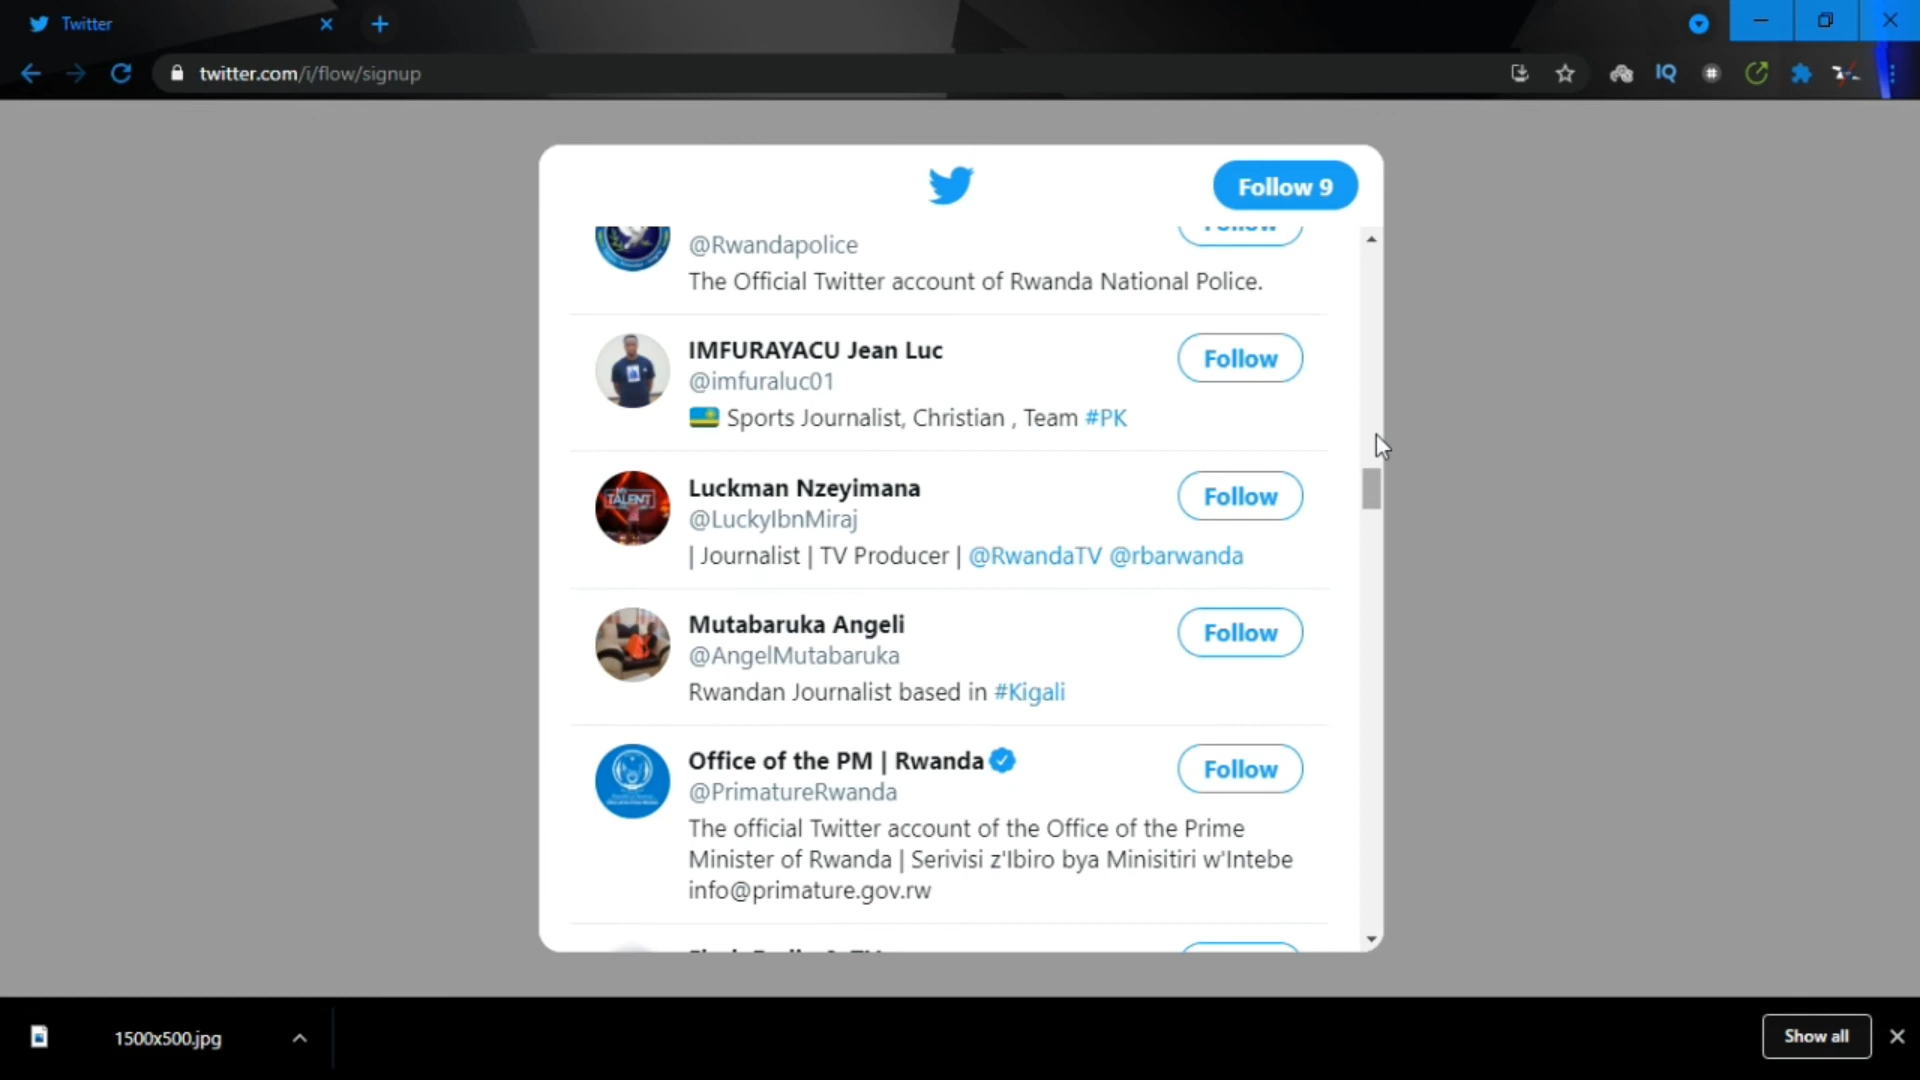 Twitter
twitter.com/i/flow/signup
IQ
#
Follow 9
Follow
@Rwandapolice
The Official Twitter account of Rwanda National Police.
IMFURAYACU Jean Luc
Follow
@imfuraluc01
🇷🇼 Sports Journalist, Christian , Team #PK
TALENT
Luckman Nzeyimana
Follow
@LuckyIbnMiraj
| Journalist | TV Producer | @RwandaTV @rbarwanda
Mutabaruka Angeli
Follow
@AngelMutabaruka
Rwandan Journalist based in #Kigali
Office of the PM | Rwanda
Follow
@PrimatureRwanda
The official Twitter account of the Office of the Prime
Minister of Rwanda | Serivisi z'Ibiro bya Minisitiri w'Intebe
info@primature.gov.rw
1500x500.jpg
Show all